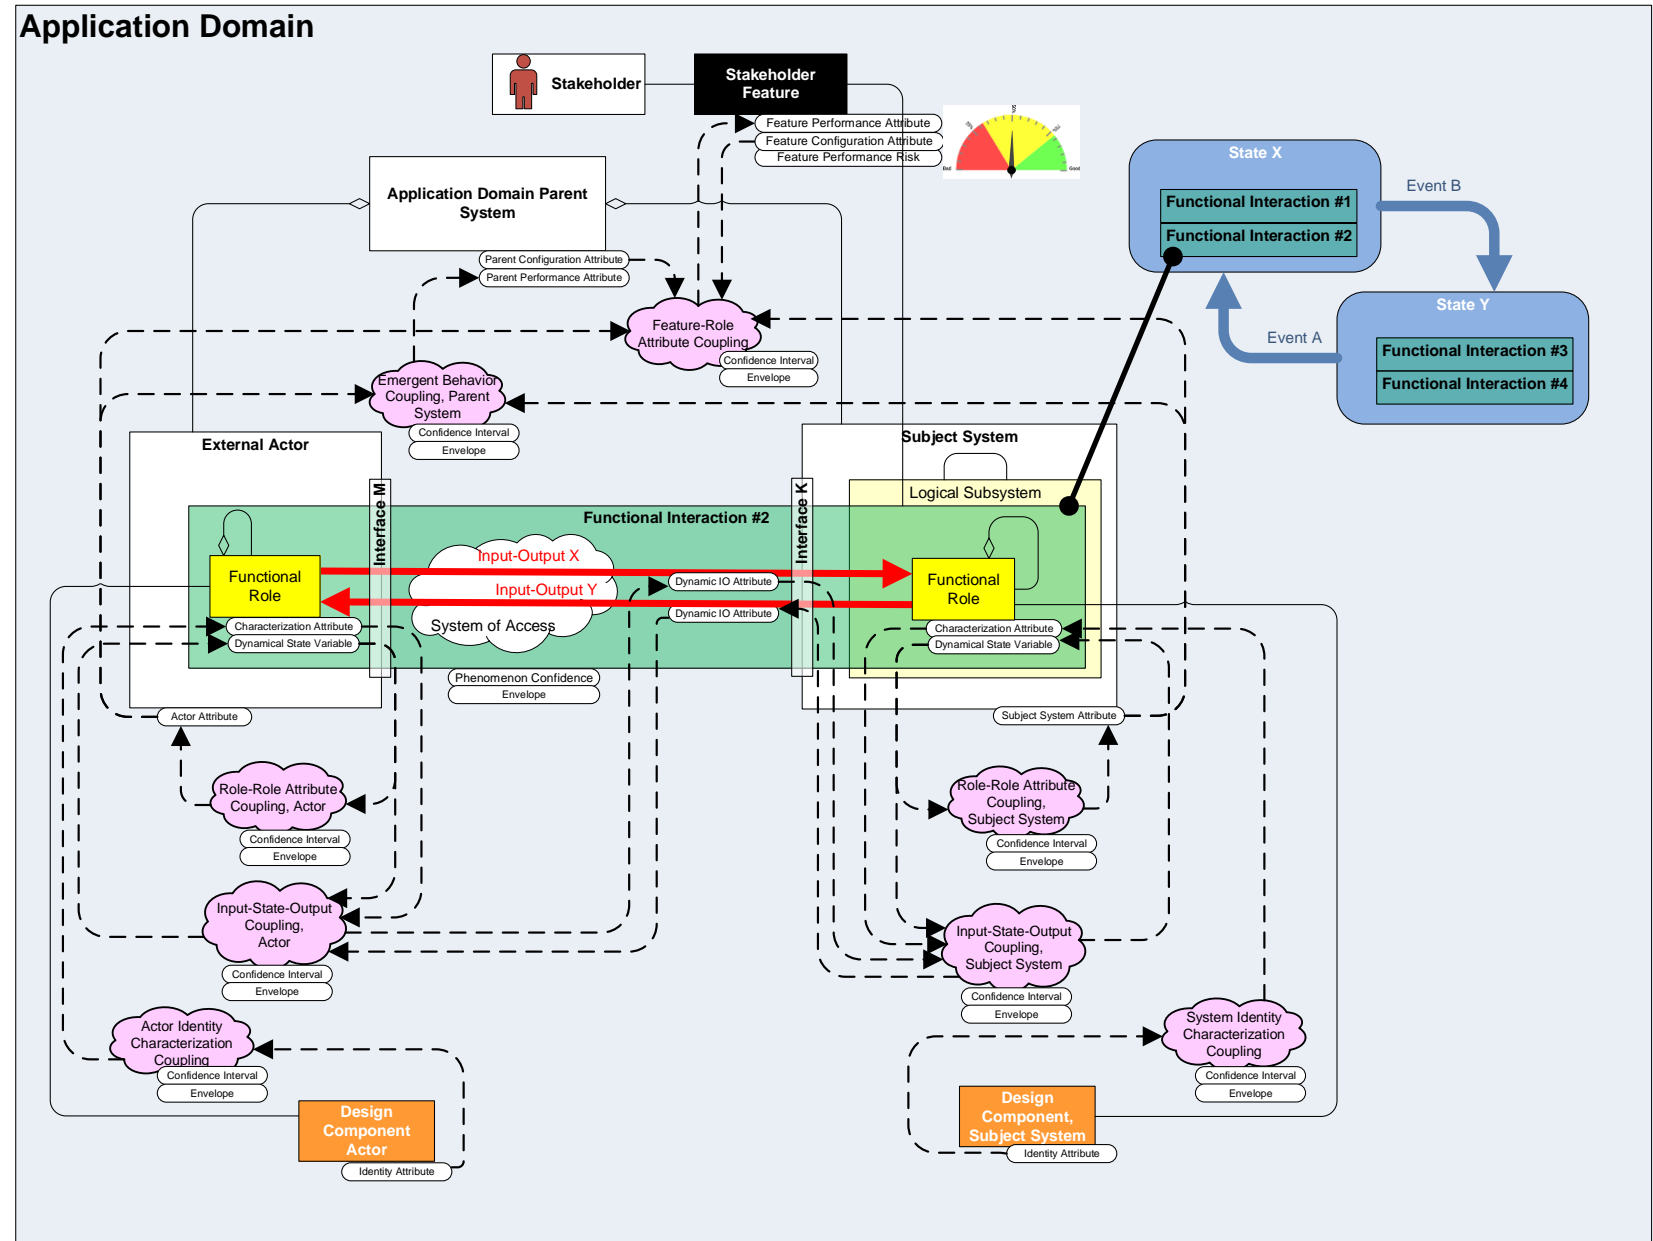 Application Domain
Stakeholder
Stakeholder
Feature
Feature Performance Attribute
Feature Configuration Attribute
Feature Performance Risk
Bad
25%
50%
75%
Good
State X
Functional Interaction #1
Functional Interaction #2
Event B
Event A
State Y
Functional Interaction #3
Functional Interaction #4
Application Domain Parent
System
Parent Configuration Attribute
Parent Performance Attribute
Feature-Role
Attribute Coupling
Confidence Interval
Envelope
Emergent Behavior
Coupling, Parent
System
Confidence Interval
Envelope
External Actor
Subject System
Logical Subsystem
Interface M
Interface K
Functional Interaction #2
Input-Output X
Input-Output Y
System of Access
Functional
Role
Characterization Attribute
Dynamical State Variable
Dynamic IO Attribute
Dynamic IO Attribute
Functional
Role
Characterization Attribute
Dynamical State Variable
Phenomenon Confidence
Envelope
Actor Attribute
Subject System Attribute
Role-Role Attribute
Coupling, Actor
Confidence Interval
Envelope
Role-Role Attribute
Coupling,
Subject System
Confidence Interval
Envelope
Input-State-Output
Coupling,
Actor
Confidence Interval
Envelope
Input-State-Output
Coupling,
Subject System
Confidence Interval
Envelope
Actor Identity
Characterization
Coupling
Confidence Interval
Envelope
System Identity
Characterization
Coupling
Confidence Interval
Envelope
Design
Component
Actor
Identity Attribute
Design
Component,
Subject System
Identity Attribute